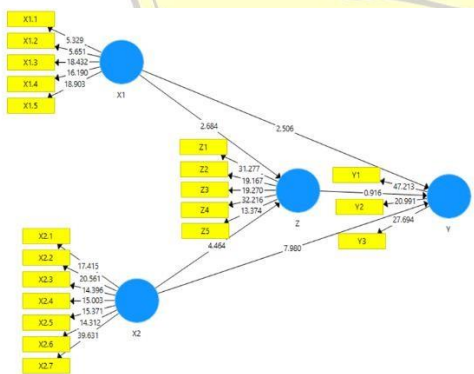 X1.1
X1.2
X1.3
X1.4
X1.5
5.329
5.651
18.432
16.190
18.903
X1
2.684
2.506
Z1
Z2
Z3
Z4
Z5
31.277
19.167
19.270
32.216
13.374
Z
Y1
Y2
Y3
47.213
20.991
27.694
0.916
Y
4.464
7.980
X2.1
X2.2
X2.3
X2.4
X2.5
X2.6
X2.7
17.415
20.561
14.396
15.003
15.371
14.312
39.631
X2